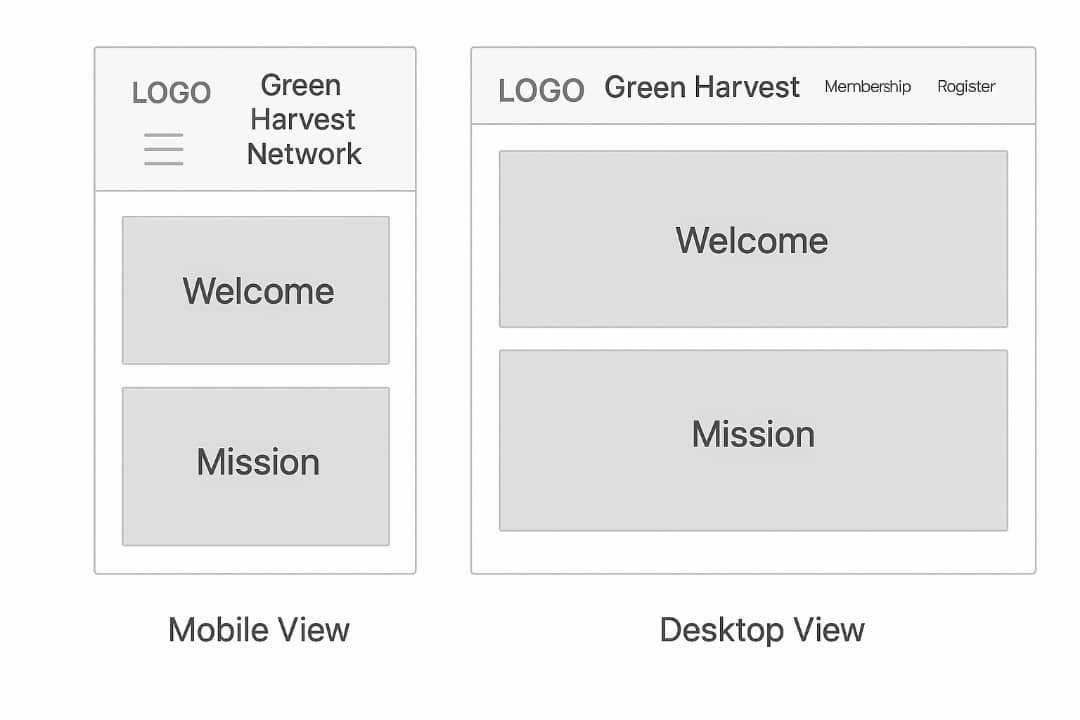 LOGO
Green
Harvest
Network
Welcome
Mission
Mobile View
LOGO Green Harvest Membership Rogister
Welcome
Mission
Desktop View